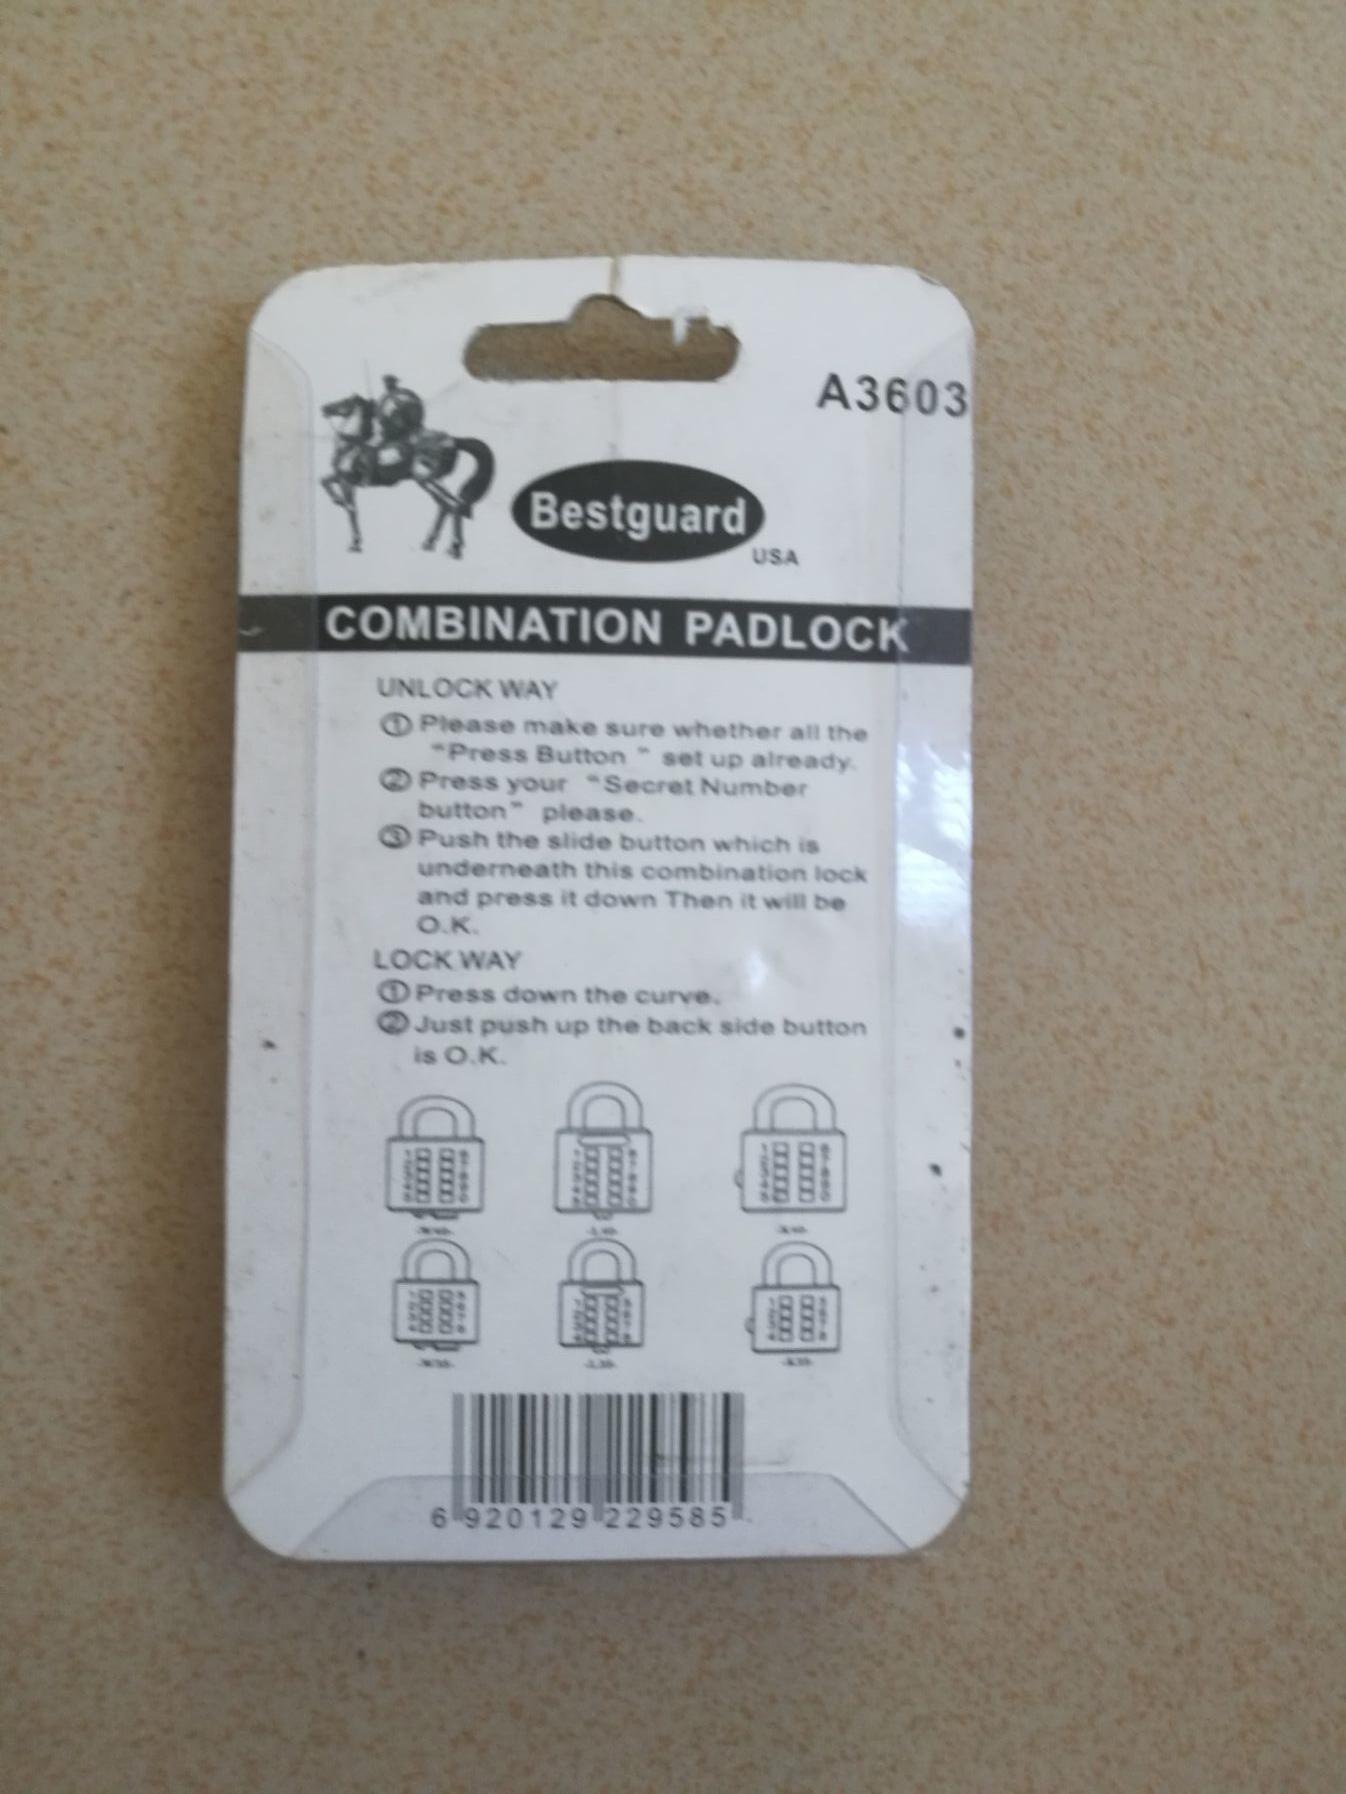 A3603
Bestguard
USA
COMBINATION PADLOCK
UNLOCK WAY
① Please make sure whether all the
"Press Button " set up already.
② Press your "Secret Number
button" please.
③ Push the slide button which is
underneath this combination lock
and press it down Then it will be
O.K.
LOCK WAY
① Press down the curve.
② Just push up the back side button
is O.K.
6 920129 229585